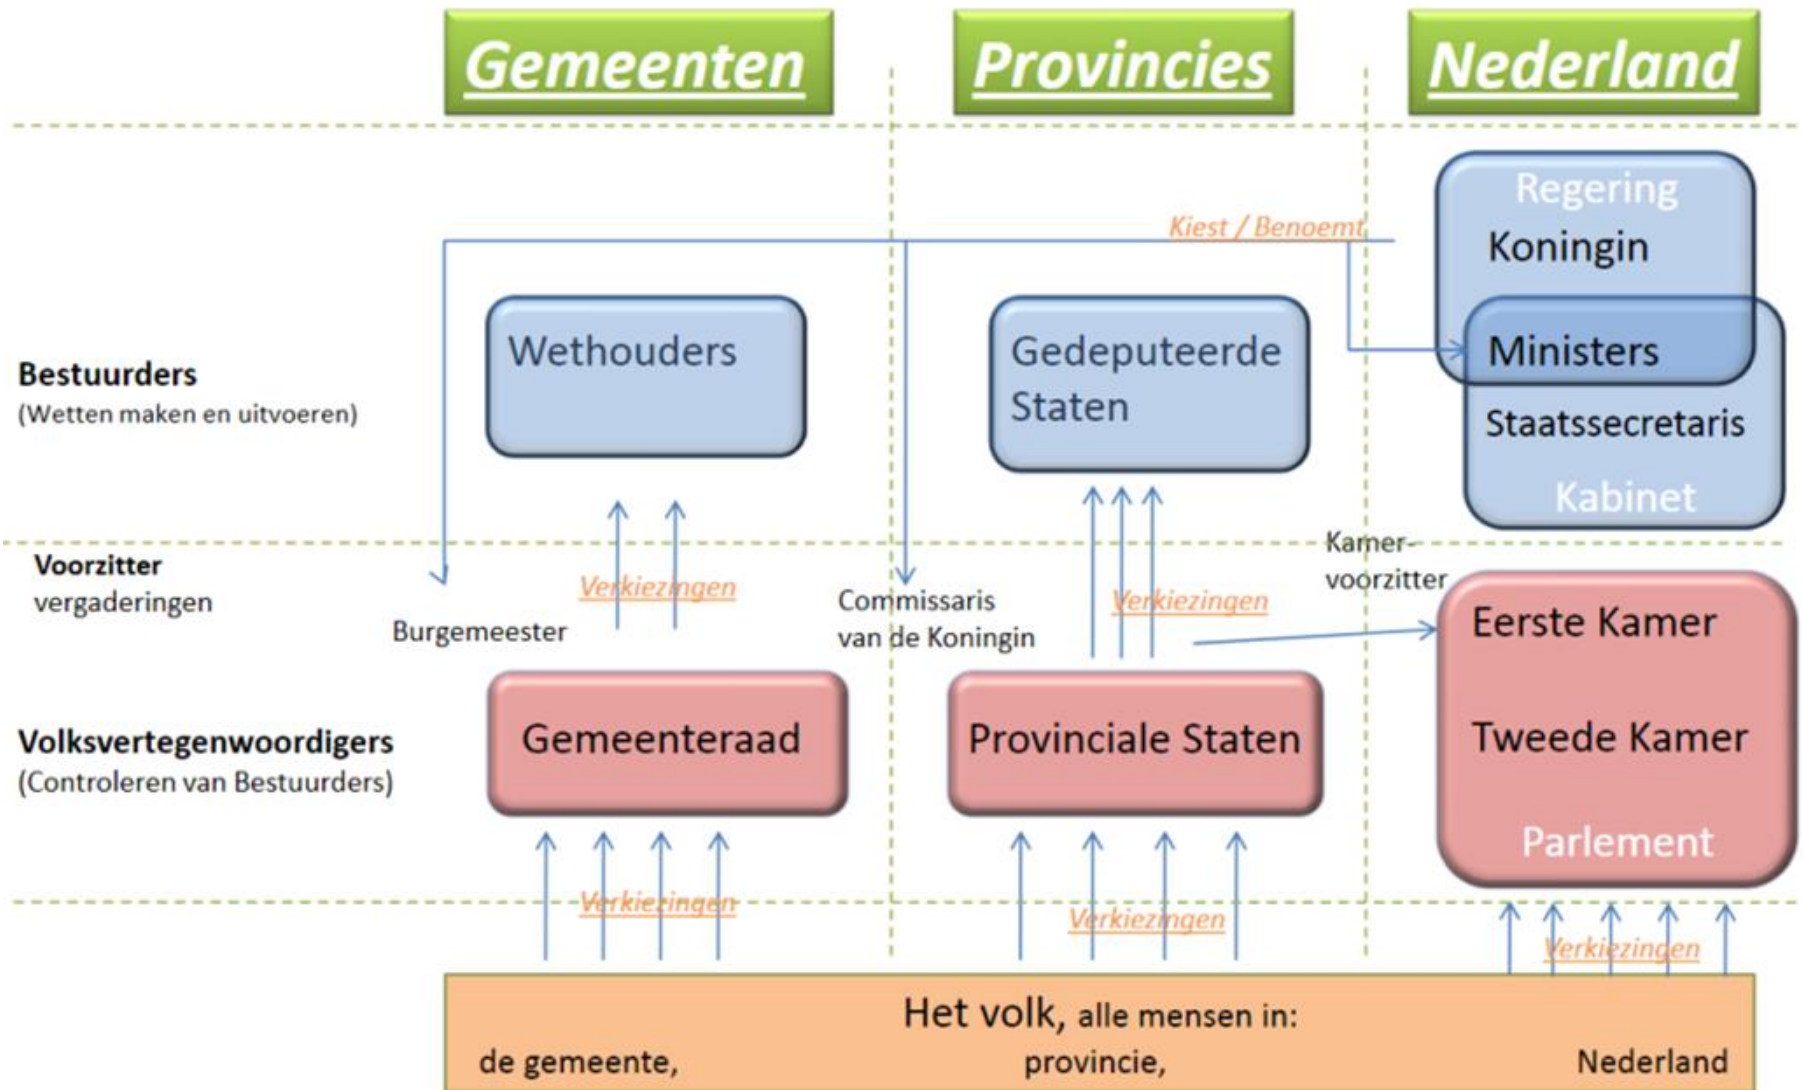 Gemeenten
Provincies
Nederland
Regering
Kiest / Benoemt
Koningin
Wethouders
Gedeputeerde
Staten
Ministers
Bestuurders
(Wetten maken en uitvoeren)
Staatssecretaris
Kabinet
Voorzitter
vergaderingen
Verkiezingen
Burgemeester
Commissaris
van de Koningin
Verkiezingen
Kamer-
voorzitter
Eerste Kamer
Volksvertegenwoordigers
(Controleren van Bestuurders)
Gemeenteraad
Provinciale Staten
Tweede Kamer
Parlement
Verkiezingen
Verkiezingen
Verkiezingen
Het volk, alle mensen in:
de gemeente,
provincie,
Nederland